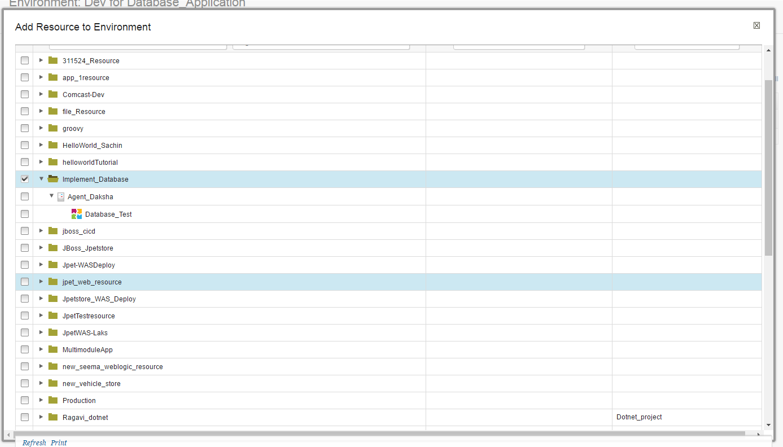 Environment: Dev for Database_Application
Add Resource to Environment
311524_Resource
app_1resource
Comcast-Dev
file_Resource
groovy
HelloWorld_Sachin
helloworldTutorial
Implement_Database
Agent_Daksha
Database_Test
jboss_cicd
JBoss_Jpetstore
Jpet-WASDeploy
jpet_web_resource
Jpetstore_WAS_Deploy
JpetTestresource
JpetWAS-Laks
MultimoduleApp
new_seema_weblogic_resource
new_vehicle_store
Production
Ragavi_dotnet Dotnet_project
Refresh Print